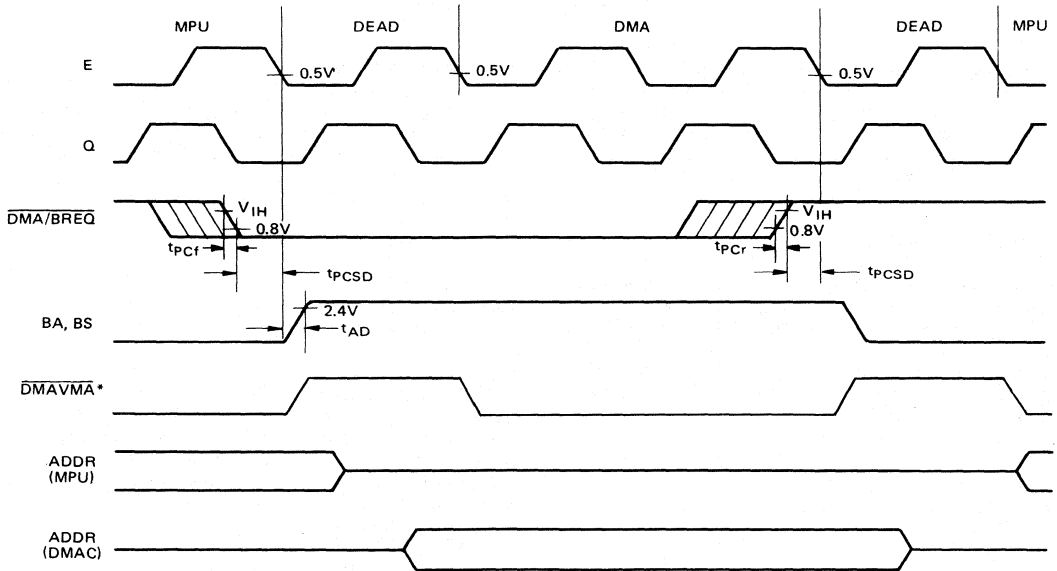 MPU DEAD DMA DEAD MPU
E
0.5V 0.5V 0.5V
Q
DMA/BREQ
VIH VIH
0.8V 0.8V
tPCf tPCr
tPCSD tPCSD
BA, BS
2.4V
tAD
DMAVMA*
ADDR
(MPU)
ADDR
(DMAC)